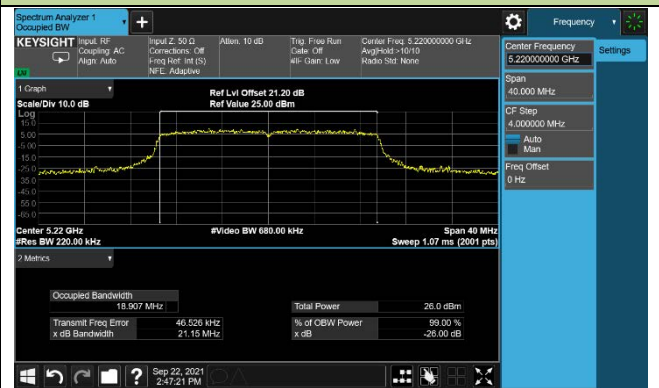 Spectrum Analyzer 1
Occupied BW
Frequency
KEYSIGHT
Input: RF
Coupling: AC
Align: Auto
Input Z: 50 Ω
Corrections: Off
Freq Ref: Int (S)
NFE: Adaptive
Atten: 10 dB
Trig: Free Run
Gate: Off
#IF Gain: Low
Center Freq: 5.220000000 GHz
Avg|Hold:>10/10
Radio Std: None
Center Frequency
5.220000000 GHz
Settings
Span
40.000 MHz
CF Step
4.000000 MHz
Auto
Man
Freq Offset
0 Hz
1 Graph
Scale/Div 10.0 dB
Ref Lvl Offset 21.20 dB
Ref Value 25.00 dBm
Log
15.0
5.00
-5.00
-15.0
-25.0
-35.0
-45.0
-55.0
-65.0
Center 5.22 GHz
#Res BW 220.00 kHz
#Video BW 680.00 kHz
Span 40 MHz
Sweep 1.07 ms (2001 pts)
2 Metrics
Occupied Bandwidth
18.907 MHz
Total Power 26.0 dBm
Transmit Freq Error 46.526 kHz
% of OBW Power 99.00 %
x dB Bandwidth 21.15 MHz
x dB -26.00 dB
Sep 22, 2021
2:47:21 PM